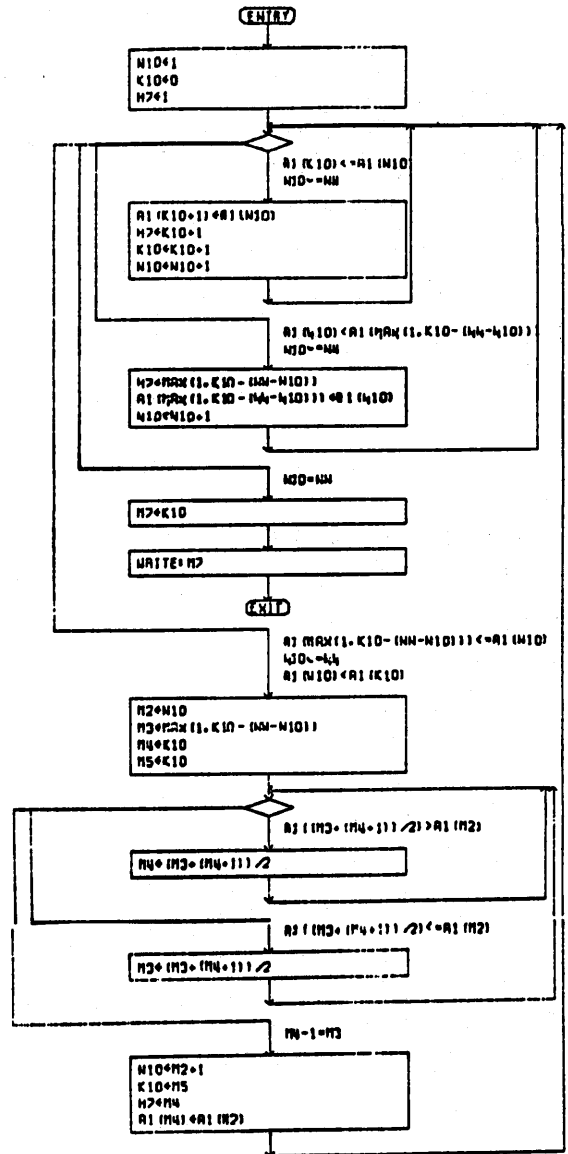 ENTRY
N10←1
K10←0
H7←1
A1(K10)<=A1(N10)
N10¬=NN
A1(K10+1)←A1(N10)
H7←K10+1
K10←K10+1
N10←N10+1
A1(N10)<A1(MAX(1,K10-(NN-N10)))
N10¬=NN
H7←MAX(1,K10-(NN-N10))
A1(MAX(1,K10-(NN-N10)))←A1(N10)
N10←N10+1
N10=NN
M7←K10
WRITE: M7
EXIT
A1(MAX(1,K10-(NN-N10)))<=A1(N10)
N10¬=NN
A1(N10)<A1(K10)
M2←N10
M3←MAX(1,K10-(NN-N10))
M4←K10
M5←K10
A1((M3+(M4+1))/2)>A1(M2)
M4←(M3+(M4+1))/2
A1((M3+(M4+1))/2)<=A1(M2)
M3←(M3+(M4+1))/2
M4-1=M3
N10←M2+1
K10←M5
H7←M4
A1(M4)←A1(M2)